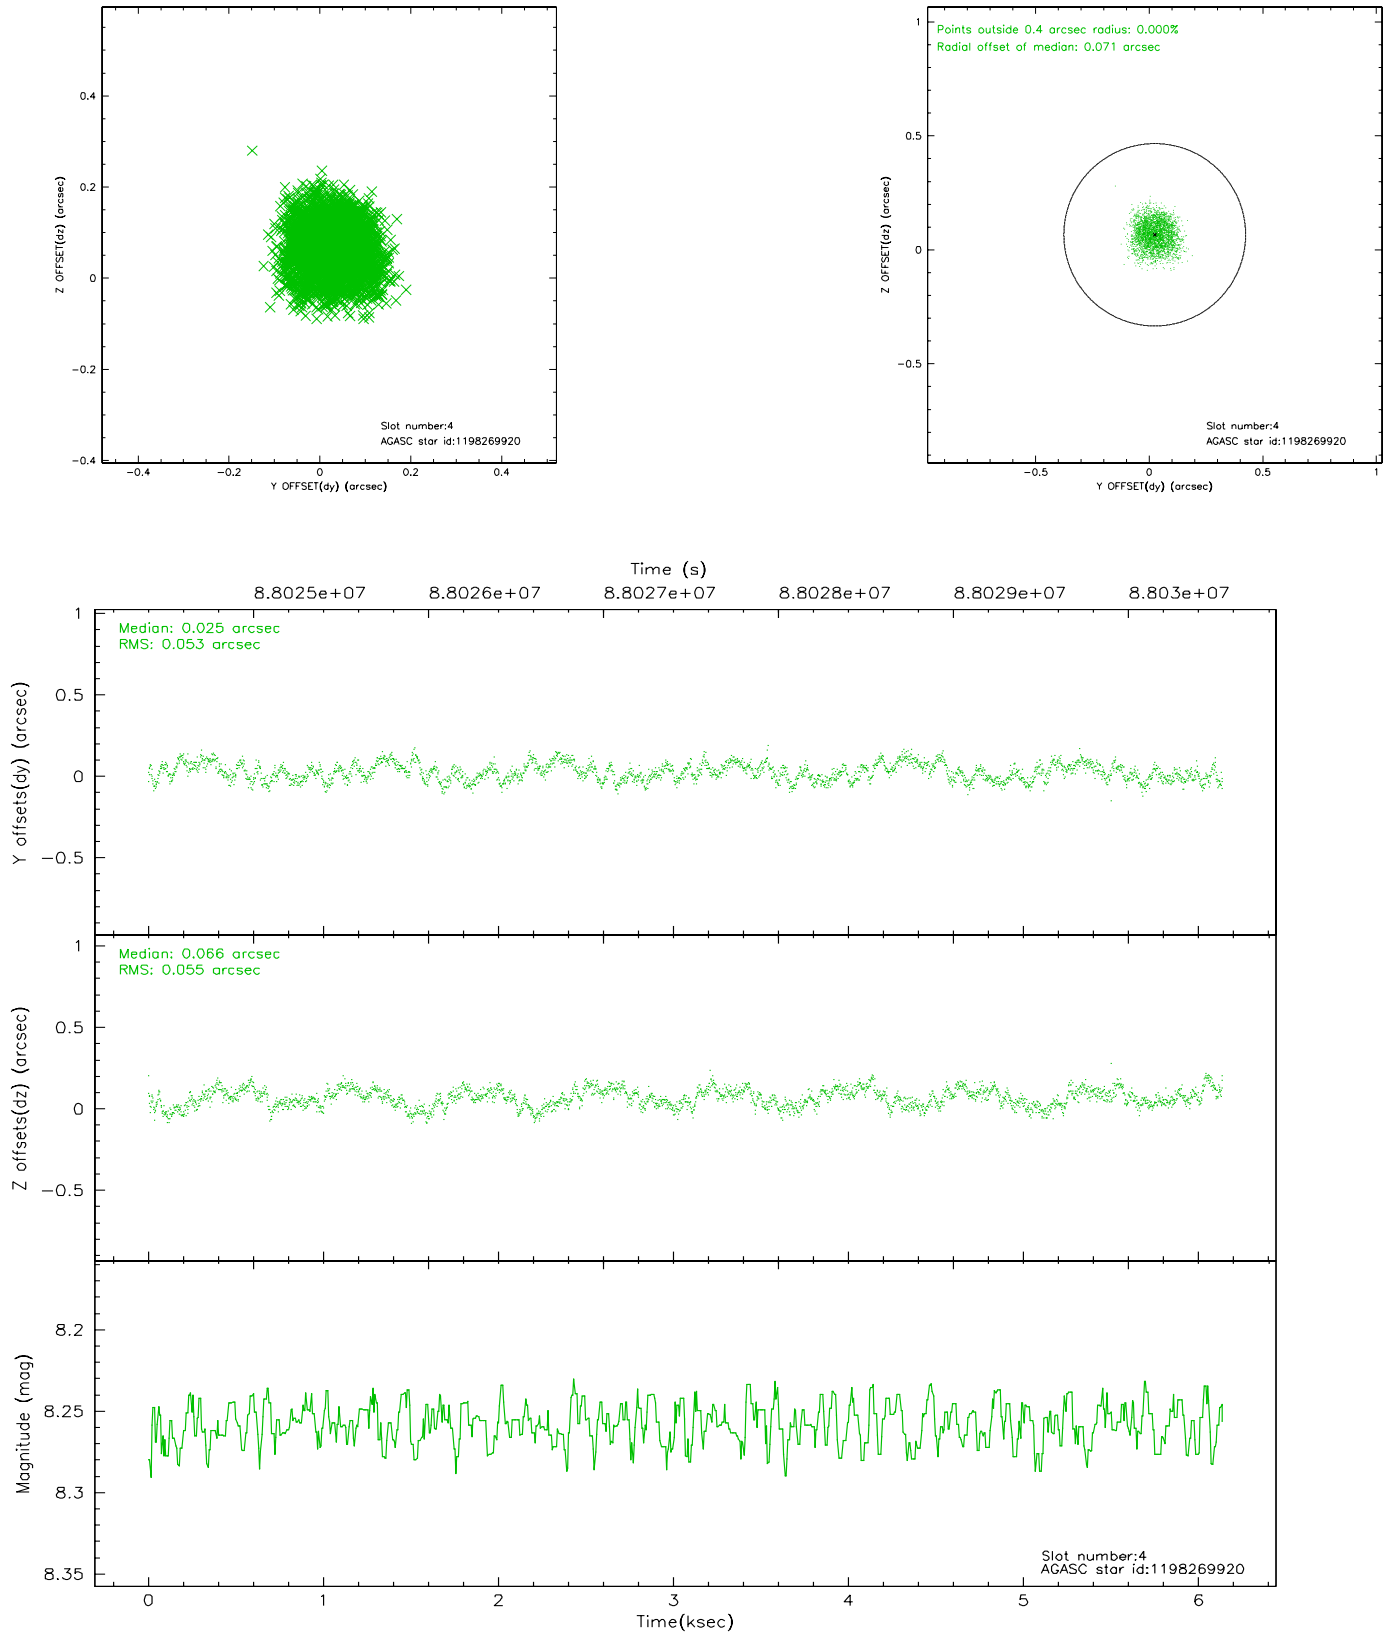 0.4
0.2
0
−0.2
−0.4
−0.4
−0.2
0
0.2
0.4
Z OFFSET(dz) (arcsec)
Y OFFSET(dy) (arcsec)
Slot number:4
AGASC star id:1198269920
Points outside 0.4 arcsec radius: 0.000%
Radial offset of median: 0.071 arcsec
1
0.5
0
−0.5
−0.5
0
0.5
1
Z OFFSET(dz) (arcsec)
Y OFFSET(dy) (arcsec)
Slot number:4
AGASC star id:1198269920
Time (s)
8.8025e+07 8.8026e+07 8.8027e+07 8.8028e+07 8.8029e+07 8.803e+07
Median: 0.025 arcsec
RMS: 0.053 arcsec
1
0.5
0
−0.5
Y offsets(dy) (arcsec)
Median: 0.066 arcsec
RMS: 0.055 arcsec
1
0.5
0
−0.5
Z offsets(dz) (arcsec)
8.2
8.25
8.3
8.35
Magnitude (mag)
Slot number:4
AGASC star id:1198269920
0 1 2 3 4 5 6
Time(ksec)